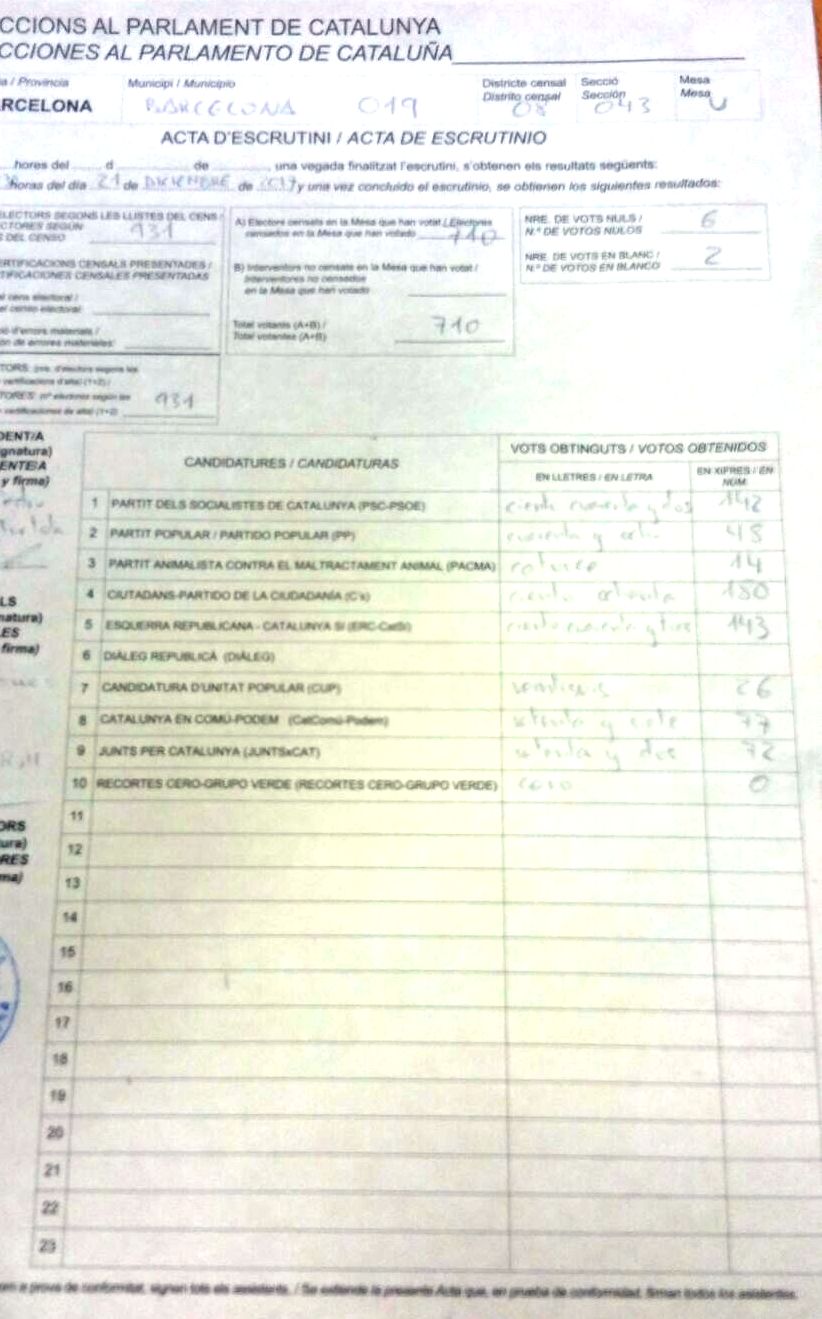 CCIONS AL PARLAMENT DE CATALUNYA
CCIONES AL PARLAMENTO DE CATALUÑA
a / Provincia Municipi / Municipio Districte censal Secció Mesa
Distrito censal Sección Mesa
RCELONA BARCELONA 019 08 043 U
ACTA D'ESCRUTINI / ACTA DE ESCRUTINIO
hores del d de , una vegada finalitzat l'escrutini, s'obtenen els resultats següents:
horas del día 21 de DICIEMBRE de 2017 y una vez concluido el escrutinio, se obtienen los siguientes resultados:
ELECTORS SEGONS LES LLISTES DEL CENS /
CTORES SEGÚN
S DEL CENSO 931
A) Electors censats en la Mesa que han votat / Electores
censados en la Mesa que han votado 710
NRE. DE VOTS NULS /
N.º DE VOTOS NULOS 6
ERTIFICACIONS CENSALS PRESENTADES /
TIFICACIONES CENSALES PRESENTADAS
B) Interventors no censats en la Mesa que han votat /
Interventores no censados
en la Mesa que han votado
NRE. DE VOTS EN BLANC /
N.º DE VOTOS EN BLANCO 2
l cens electoral /
el censo electoral:
ó d'errors materials /
ón de errores materiales:
Total votants (A+B) /
Total votantes (A+B) 710
TORS: (nre. d'electors segons les
certificacions d'alta) (1+2) /
TORES: nº electores según las
certificaciones de alta) (1+2) 931
DENT/A
gnatura)
ENTE/A
y firma)
LS
natura)
LES
firma)
ORS
ura)
RES
ma)
CANDIDATURES / CANDIDATURAS VOTS OBTINGUTS / VOTOS OBTENIDOS
EN LLETRES / EN LETRA EN XIFRES / EN NÚM.
1 PARTIT DELS SOCIALISTES DE CATALUNYA (PSC-PSOE) ciento cuarenta y dos 142
2 PARTIT POPULAR / PARTIDO POPULAR (PP) cuarenta y ocho 48
3 PARTIT ANIMALISTA CONTRA EL MALTRACTAMENT ANIMAL (PACMA) catorce 14
4 CIUTADANS-PARTIDO DE LA CIUDADANÍA (C's) ciento ochenta 180
5 ESQUERRA REPUBLICANA - CATALUNYA SÍ (ERC-CatSí) ciento cuarenta y tres 143
6 DIÀLEG REPUBLICÀ (DIÀLEG)
7 CANDIDATURA D'UNITAT POPULAR (CUP) veintiseis 26
8 CATALUNYA EN COMÚ-PODEM (CatComú-Podem) setenta y siete 77
9 JUNTS PER CATALUNYA (JUNTSxCAT) setenta y dos 72
10 RECORTES CERO-GRUPO VERDE (RECORTES CERO-GRUPO VERDE) cero 0
11
12
13
14
15
16
17
18
19
20
21
22
23
a prova de conformitat, signen tots els assistents. / Se extiende la presente Acta que, en prueba de conformidad, firman todos los asistentes.